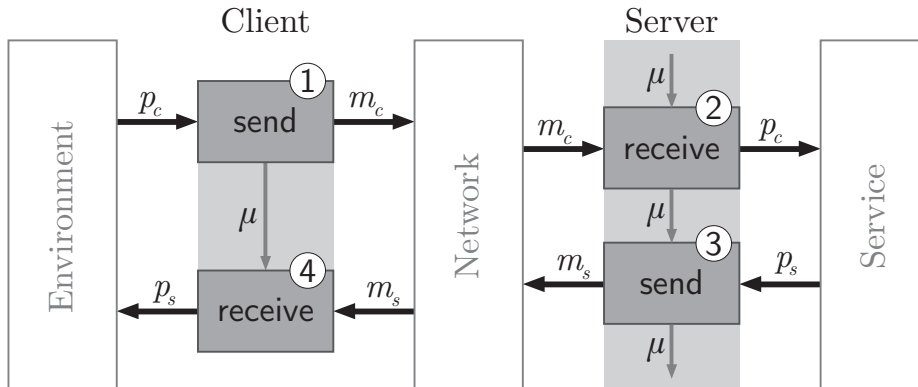 Client
Server
Environment
p_c
send
1
m_c
Network
m_c
μ
receive
2
p_c
Service
μ
μ
p_s
receive
4
m_s
m_s
send
3
p_s
μ